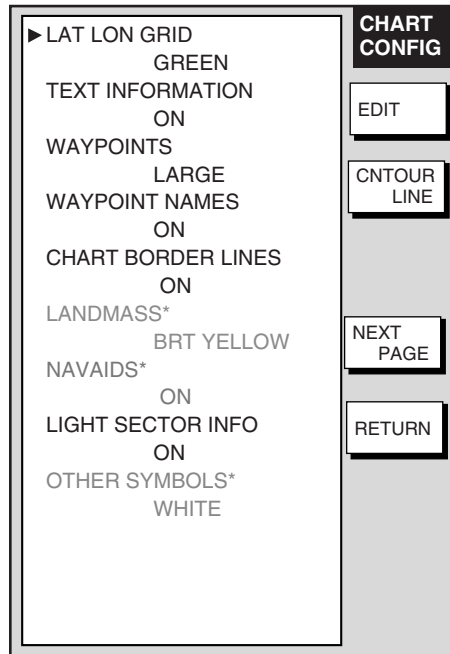 ►LAT LON GRID
GREEN
TEXT INFORMATION
ON
WAYPOINTS
LARGE
WAYPOINT NAMES
ON
CHART BORDER LINES
ON
LANDMASS*
BRT YELLOW
NAVAIDS*
ON
LIGHT SECTOR INFO
ON
OTHER SYMBOLS*
WHITE
CHART
CONFIG
EDIT
CNTOUR
LINE
NEXT
PAGE
RETURN